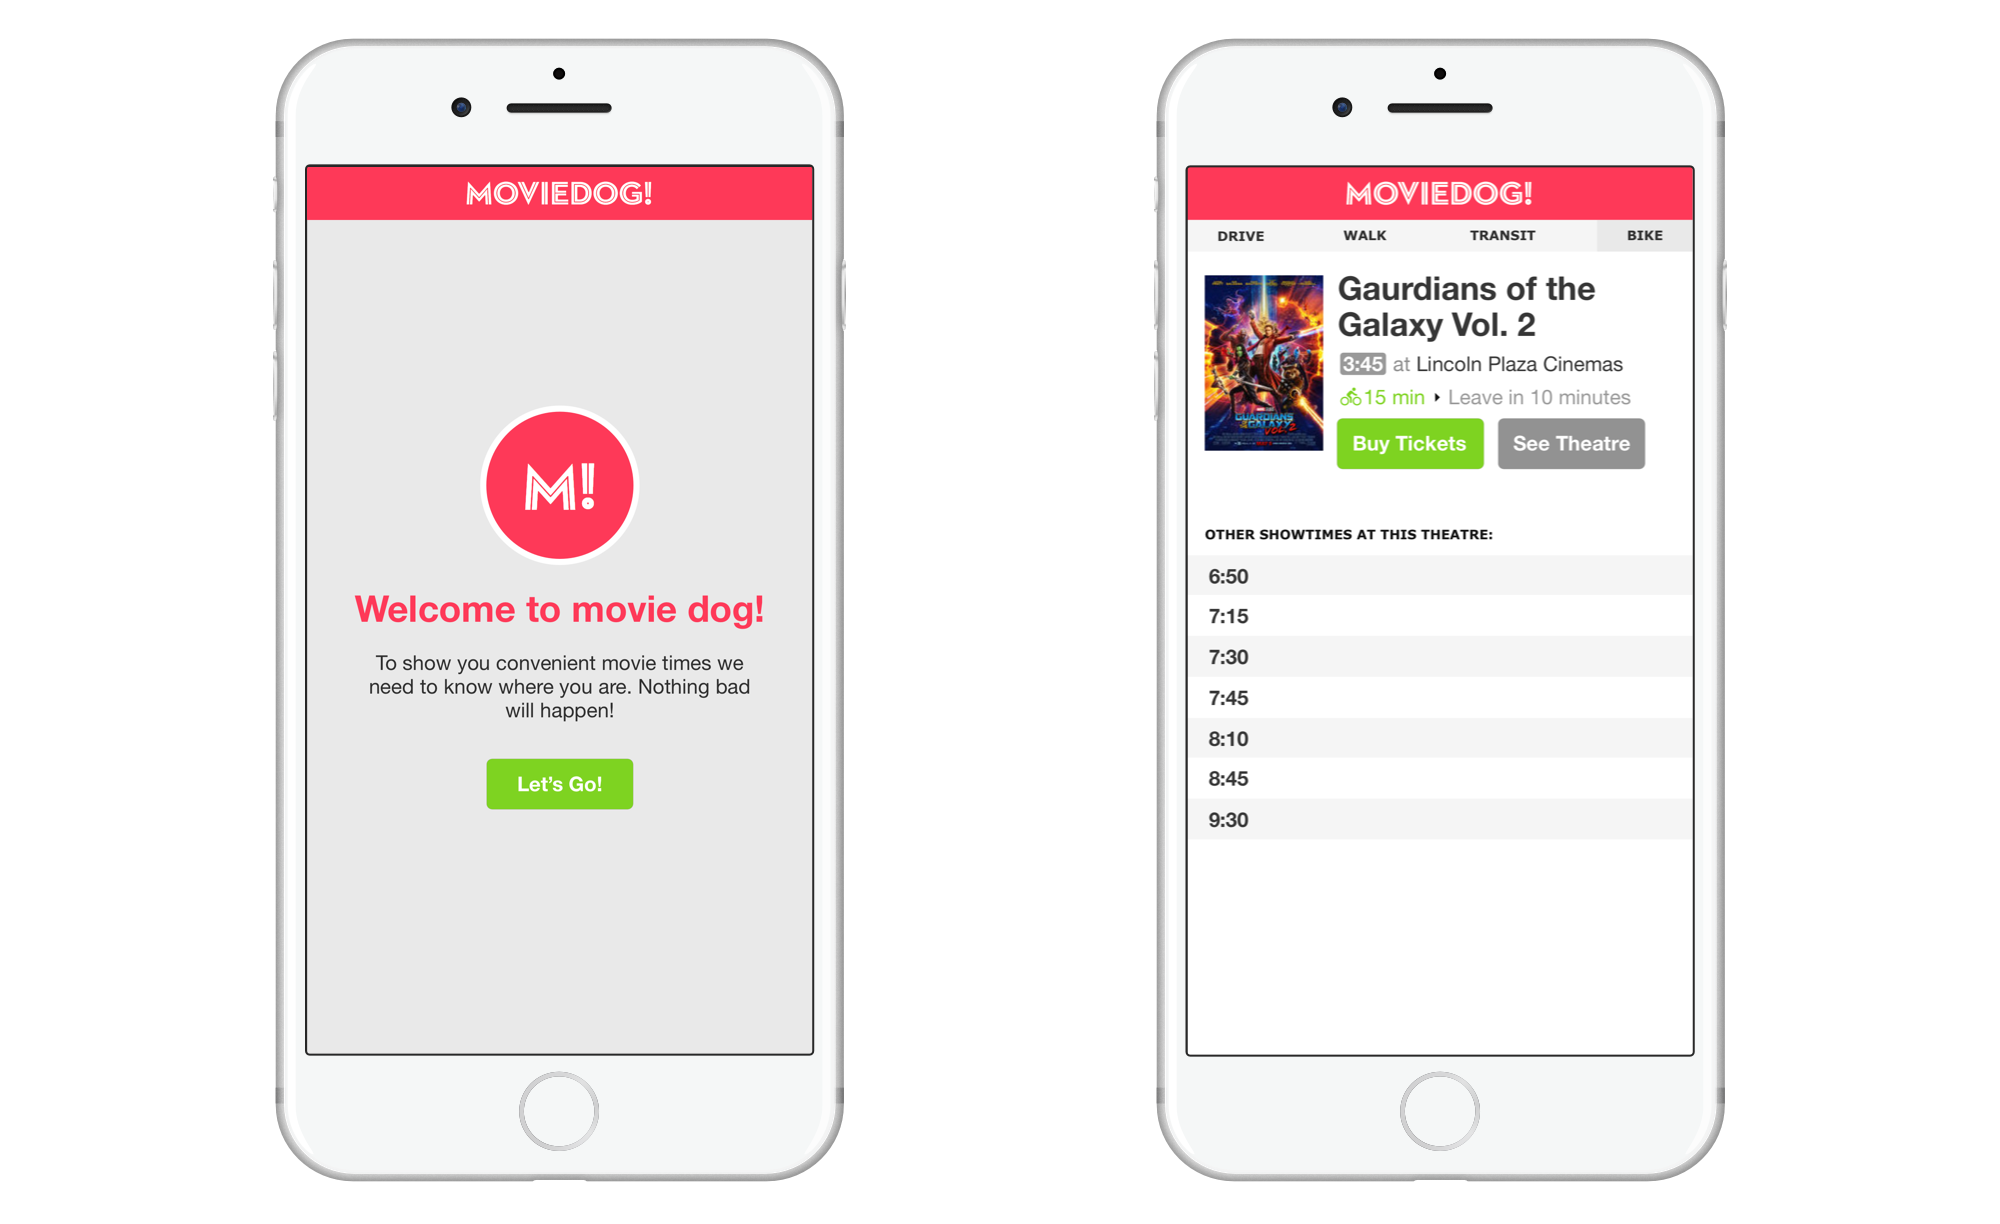 MOVIEDOG!
M!
Welcome to movie dog!
To show you convenient movie times we
need to know where you are. Nothing bad
will happen!
Let's Go!
MOVIEDOG!
DRIVE WALK TRANSIT BIKE
GUARDIANS
OF THE GALAXY
VOL. 2
Gaurdians of the
Galaxy Vol. 2
3:45 at Lincoln Plaza Cinemas
15 min Leave in 10 minutes
Buy Tickets See Theatre
OTHER SHOWTIMES AT THIS THEATRE:
6:50
7:15
7:30
7:45
8:10
8:45
9:30